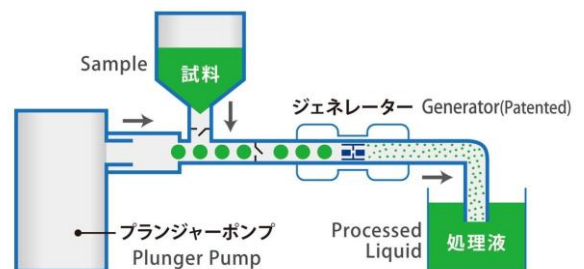 Sample
試料
ジェネレーター Generator(Patented)
プランジャーポンプ
Plunger Pump
Processed
Liquid
処理液